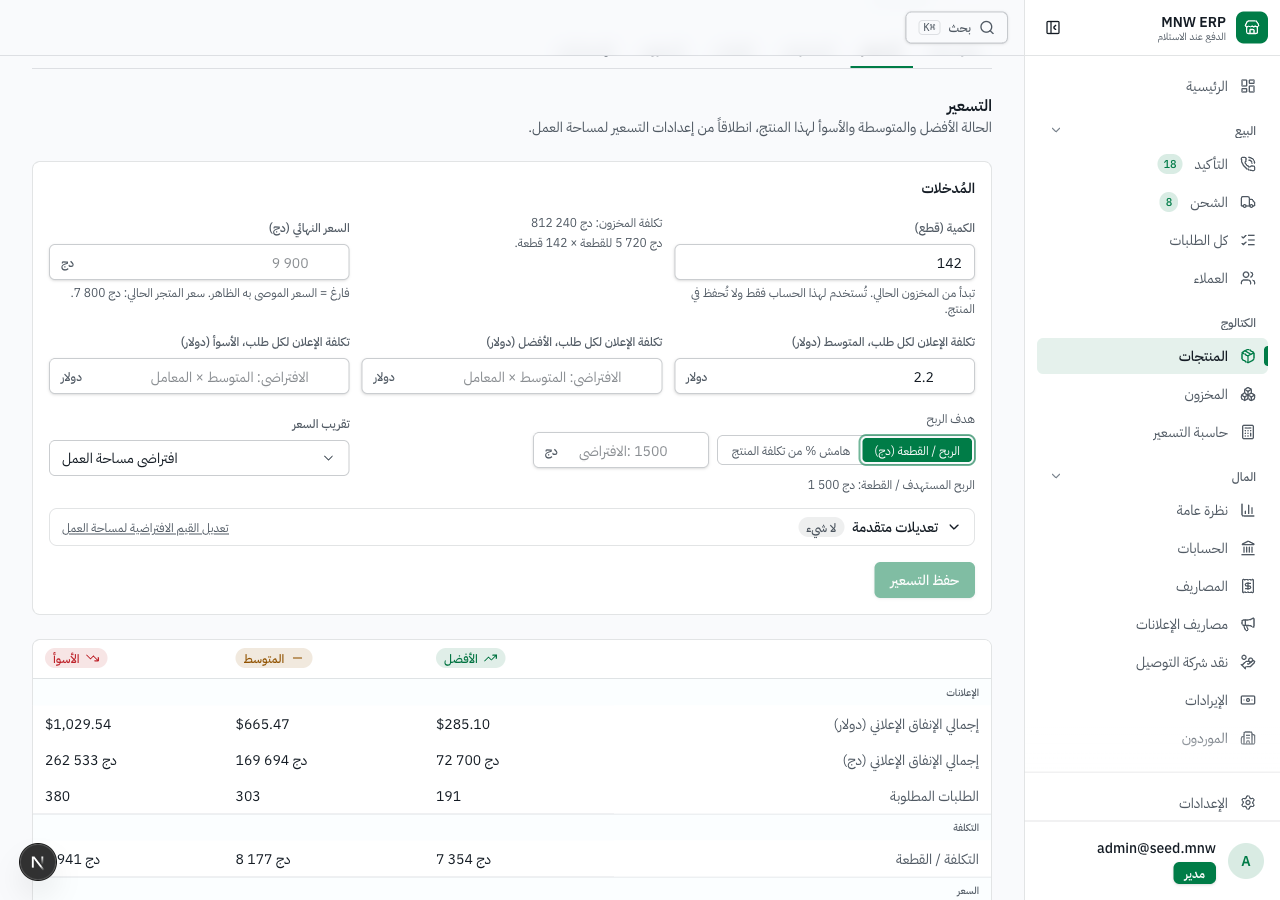 MNW ERP
الدفع عند الاستلام
الرئيسية
البيع
التأكيد 18
الشحن 8
كل الطلبات
العملاء
الكتالوج
المنتجات
المخزون
حاسبة التسعير
المال
نظرة عامة
الحسابات
المصاريف
مصاريف الإعلانات
نقد شركة التوصيل
الإيرادات
الموردون
الإعدادات
A
admin@seed.mnw
مدير
بحث ⌘K
التسعير
الحالة الأفضل والمتوسطة والأسوأ لهذا المنتج، انطلاقاً من إعدادات التسعير لمساحة العمل.
المُدخلات
الكمية (قطع)
142
تبدأ من المخزون الحالي. تُستخدم لهذا الحساب فقط ولا تُحفظ في
المنتج.
تكلفة المخزون: دج 240 812
دج 720 5 للقطعة × 142 قطعة.
السعر النهائي (دج)
9 900 دج
فارغ = السعر الموصى به الظاهر. سعر المتجر الحالي: دج 800 7.
تكلفة الإعلان لكل طلب، المتوسط (دولار)
2.2 دولار
تكلفة الإعلان لكل طلب، الأفضل (دولار)
الافتراضي: المتوسط × المعامل دولار
تكلفة الإعلان لكل طلب، الأسوأ (دولار)
الافتراضي: المتوسط × المعامل دولار
هدف الربح
الربح / القطعة (دج)
هامش % من تكلفة المنتج
الافتراضي: 1500 دج
الربح المستهدف / القطعة: دج 500 1
تقريب السعر
افتراضي مساحة العمل
تعديلات متقدمة لا شيء
تعديل القيم الافتراضية لمساحة العمل
حفظ التسعير
الأفضل المتوسط الأسوأ
الإعلانات
إجمالي الإنفاق الإعلاني (دولار) $285.10 $665.47 $1,029.54
إجمالي الإنفاق الإعلاني (دج) دج 700 72 دج 694 169 دج 533 262
الطلبات المطلوبة 191 303 380
التكلفة
التكلفة / القطعة دج 354 7 دج 177 8 دج 941
السعر
N